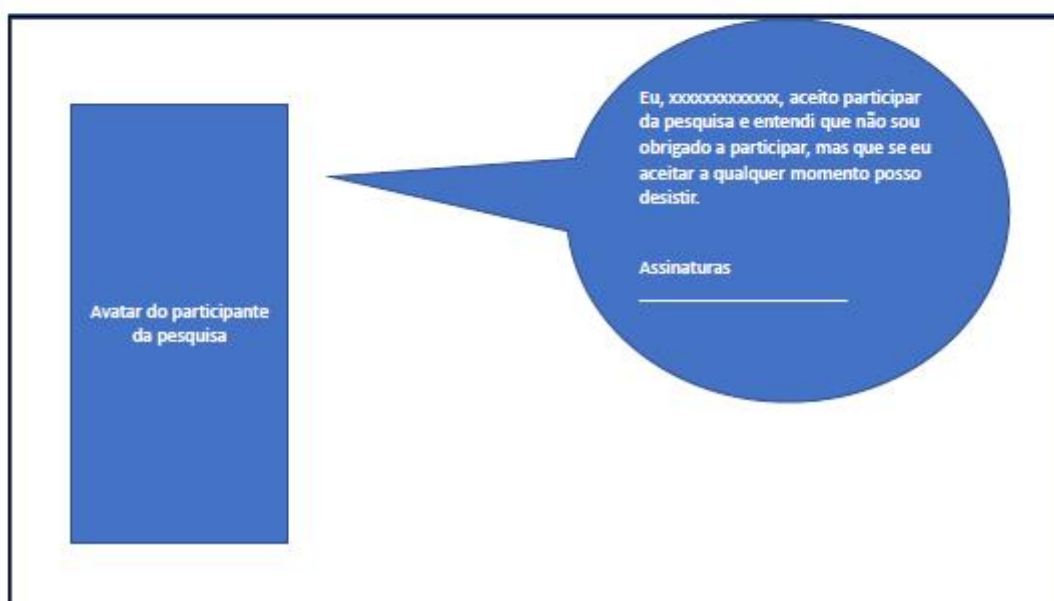 Eu, xxxxxxxxxxxxx, aceito participar
da pesquisa e entendi que não sou
obrigado a participar, mas que se eu
aceitar a qualquer momento posso
desistir.
Assinaturas
Avatar do participante
da pesquisa